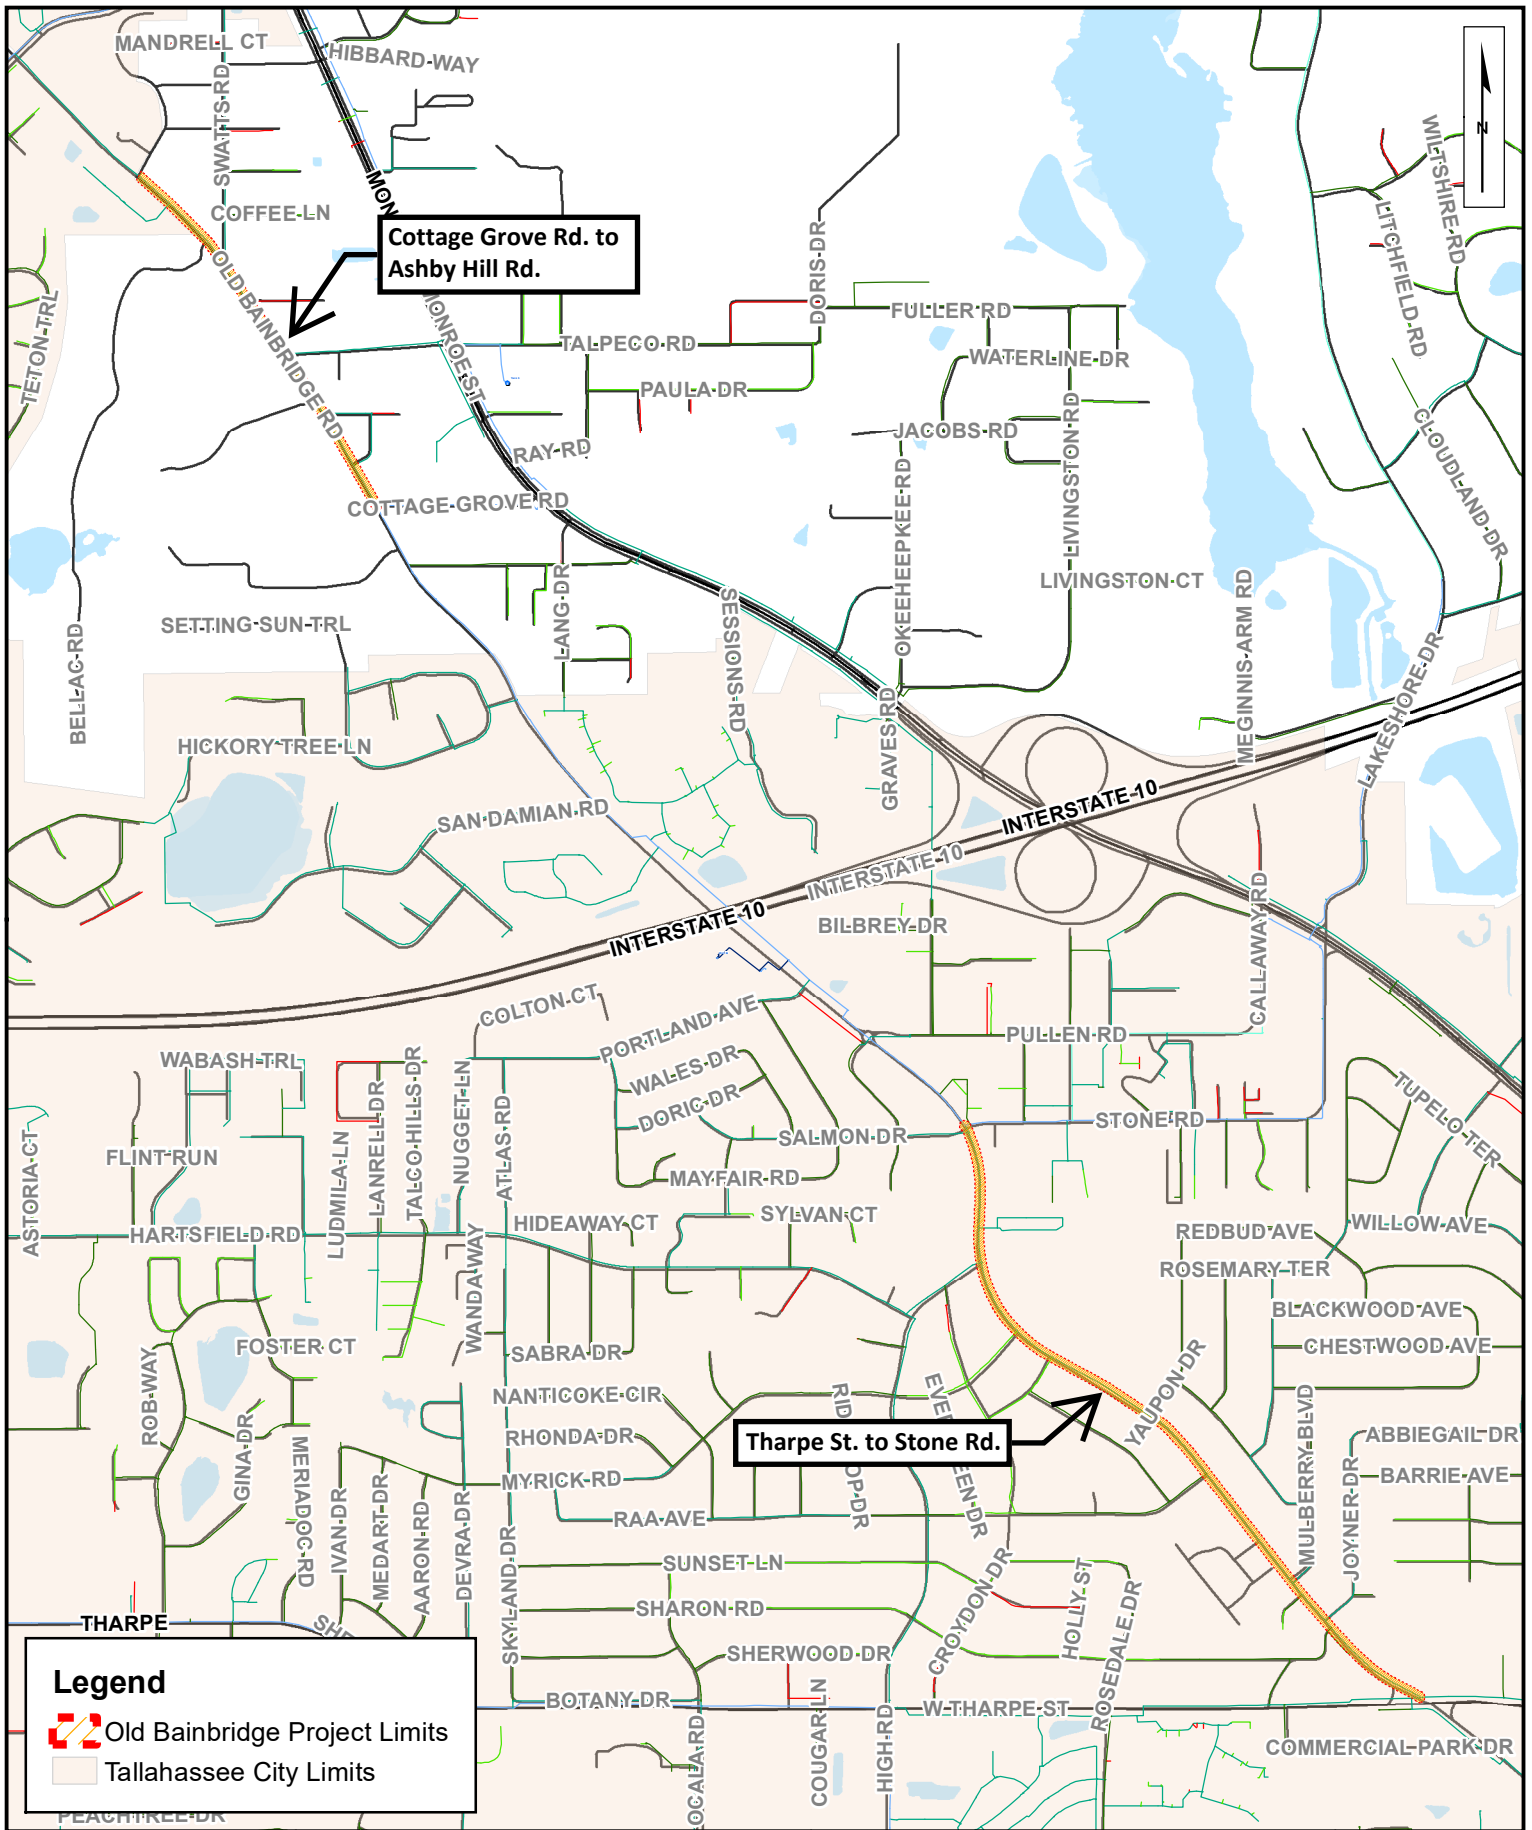 MANDRELL CT
HIBBARD WAY
SWATTS RD
MON
COFFEE LN
Cottage Grove Rd. to
Ashby Hill Rd.
N
WILTSHIRE RD
LITCHFIELD RD
DORIS DR
OLD BAINBRIDGE RD
MONROE ST
TETON TRL
FULLER RD
TALPECO RD
WATERLINE DR
PAULA DR
JACOBS RD
RAY RD
LIVINGSTON RD
CLOUDLAND DR
COTTAGE GROVE RD
OKEEHEEPKEE RD
LIVINGSTON CT
LANG DR
SESSIONS RD
SETTING SUN TRL
BELLAC RD
MEGINNIS ARM RD
LAKESHORE DR
GRAVES RD
HICKORY TREE LN
SAN DAMIAN RD
INTERSTATE 10
INTERSTATE 10
INTERSTATE 10
BILBREY DR
CALLAWAY RD
COLTON CT
PORTLAND AVE
PULLEN RD
WABASH TRL
WALES DR
DORIC DR
TUPELO TER
STONE RD
SALMON DR
ASTORIA CT
FLINT RUN
LUDMILA LN
LANRELL DR
TALCO HILLS DR
NUGGET LN
ATLAS RD
MAYFAIR RD
SYLVAN CT
HIDEAWAY CT
HARTSFIELD RD
WANDA WAY
REDBUD AVE
WILLOW AVE
ROSEMARY TER
BLACKWOOD AVE
CHESTWOOD AVE
FOSTER CT
SABRA DR
ROB WAY
NANTICOKE CIR
YAUPON DR
MULBERRY BLVD
Tharpe St. to Stone Rd.
RID
OP DR
EVE
EEN DR
GINA DR
RHONDA DR
ABBIEGAIL DR
BARRIE AVE
MERIADOC RD
IVAN DR
MEDART DR
AARON RD
DEVRA DR
MYRICK RD
RAA AVE
JOYNER DR
SKYLAND DR
SUNSET LN
CROYDON DR
HOLLY ST
ROSEDALE DR
SHARON RD
SHERWOOD DR
THARPE
SHE
BOTANY DR
W THARPE ST
OCALA RD
COUGAR LN
HIGH RD
COMMERCIAL PARK DR
Legend
Old Bainbridge Project Limits
Tallahassee City Limits
PEACHTREE DR